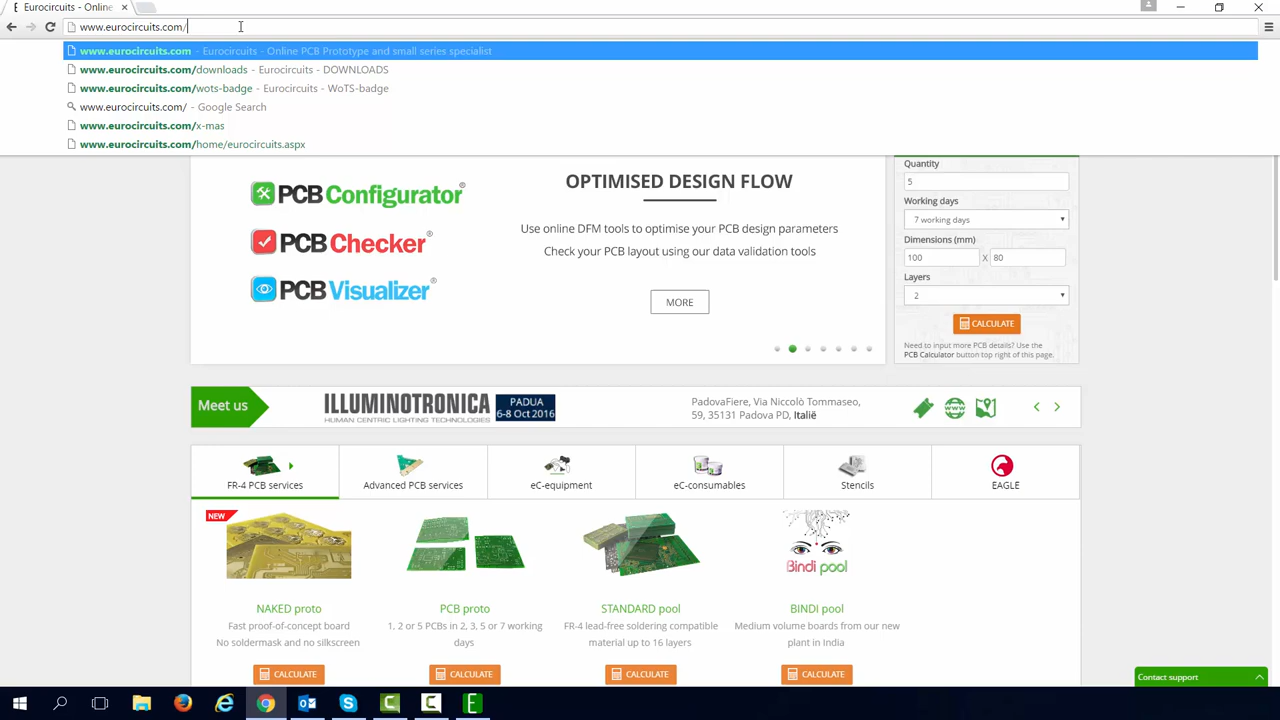 Eurocircuits - Online
www.eurocircuits.com/
www.eurocircuits.com - Eurocircuits - Online PCB Prototype and small series specialist
www.eurocircuits.com/downloads - Eurocircuits - DOWNLOADS
www.eurocircuits.com/wots-badge - Eurocircuits - WoTS-badge
www.eurocircuits.com/ - Google Search
www.eurocircuits.com/x-mas
www.eurocircuits.com/home/eurocircuits.aspx
PCB Configurator®
PCB Checker®
PCB Visualizer®
OPTIMISED DESIGN FLOW
Use online DFM tools to optimise your PCB design parameters
Check your PCB layout using our data validation tools
MORE
Quantity
5
Working days
7 working days
Dimensions (mm)
100 X 80
Layers
2
CALCULATE
Need to input more PCB details? Use the
PCB Calculator button top right of this page.
Meet us
ILLUMINOTRONICA
HUMAN CENTRIC LIGHTING TECHNOLOGIES
PADUA
6-8 Oct 2016
PadovaFiere, Via Niccolò Tommaseo,
59, 35131 Padova PD, Italië
FR-4 PCB services
Advanced PCB services
eC-equipment
eC-consumables
Stencils
EAGLE
NEW
NAKED proto
Fast proof-of-concept board
No soldermask and no silkscreen
CALCULATE
PCB proto
1, 2 or 5 PCBs in 2, 3, 5 or 7 working
days
CALCULATE
STANDARD pool
FR-4 lead-free soldering compatible
material up to 16 layers
CALCULATE
Bindi pool
BINDI pool
Medium volume boards from our new
plant in India
CALCULATE
Contact support